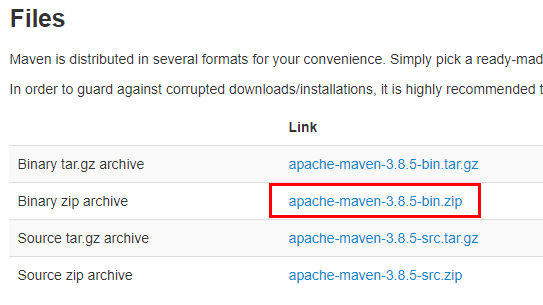 Files
Maven is distributed in several formats for your convenience. Simply pick a ready-mad
In order to guard against corrupted downloads/installations, it is highly recommended t
Link
Binary tar.gz archive apache-maven-3.8.5-bin.tar.gz
Binary zip archive apache-maven-3.8.5-bin.zip
Source tar.gz archive apache-maven-3.8.5-src.tar.gz
Source zip archive apache-maven-3.8.5-src.zip